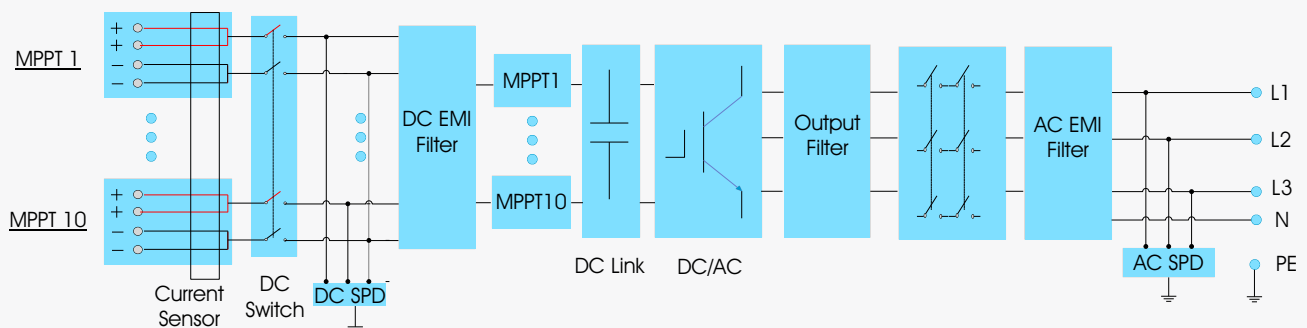 MPPT 1
+
+
−
−
MPPT 10
+
+
−
−
Current
Sensor
DC
Switch
DC SPD
DC EMI
Filter
MPPT1
MPPT10
DC Link
DC/AC
Output
Filter
AC EMI
Filter
L1
L2
L3
N
AC SPD
PE